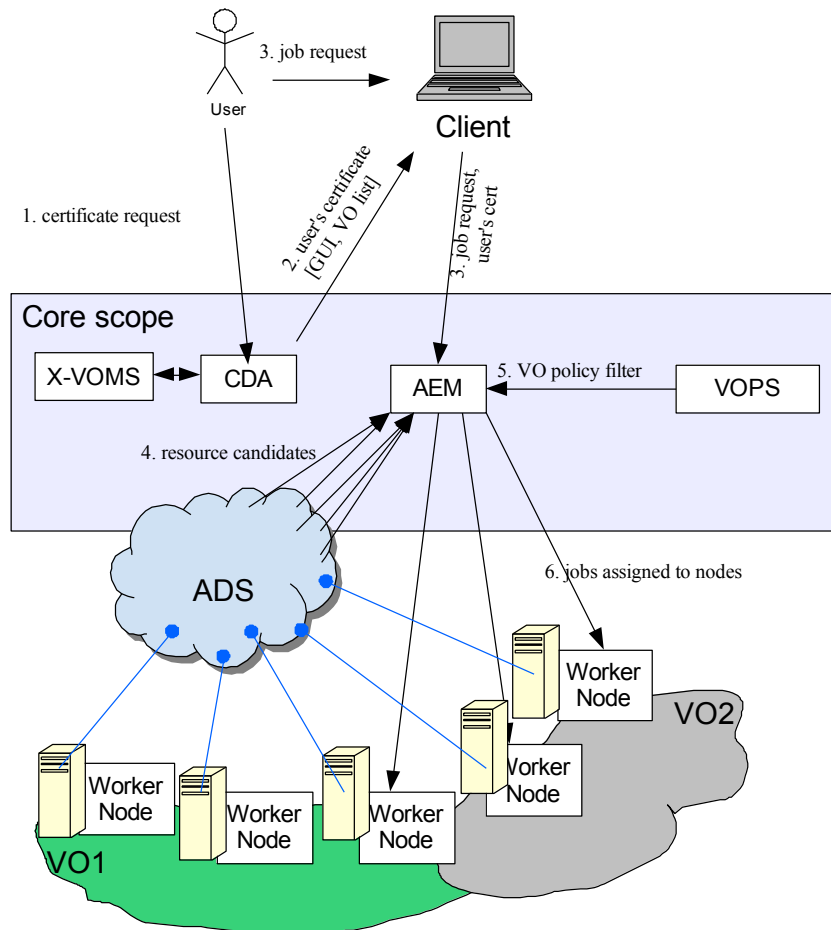 3. job request
User
Client
1. certificate request
2. user's certificate
[GUI, VO list]
3. job request,
user's cert
Core scope
X-VOMS
CDA
AEM
5. VO policy filter
VOPS
4. resource candidates
ADS
6. jobs assigned to nodes
Worker
Node
VO2
Worker
Node
Worker
Node
Worker
Node
Worker
Node
VO1